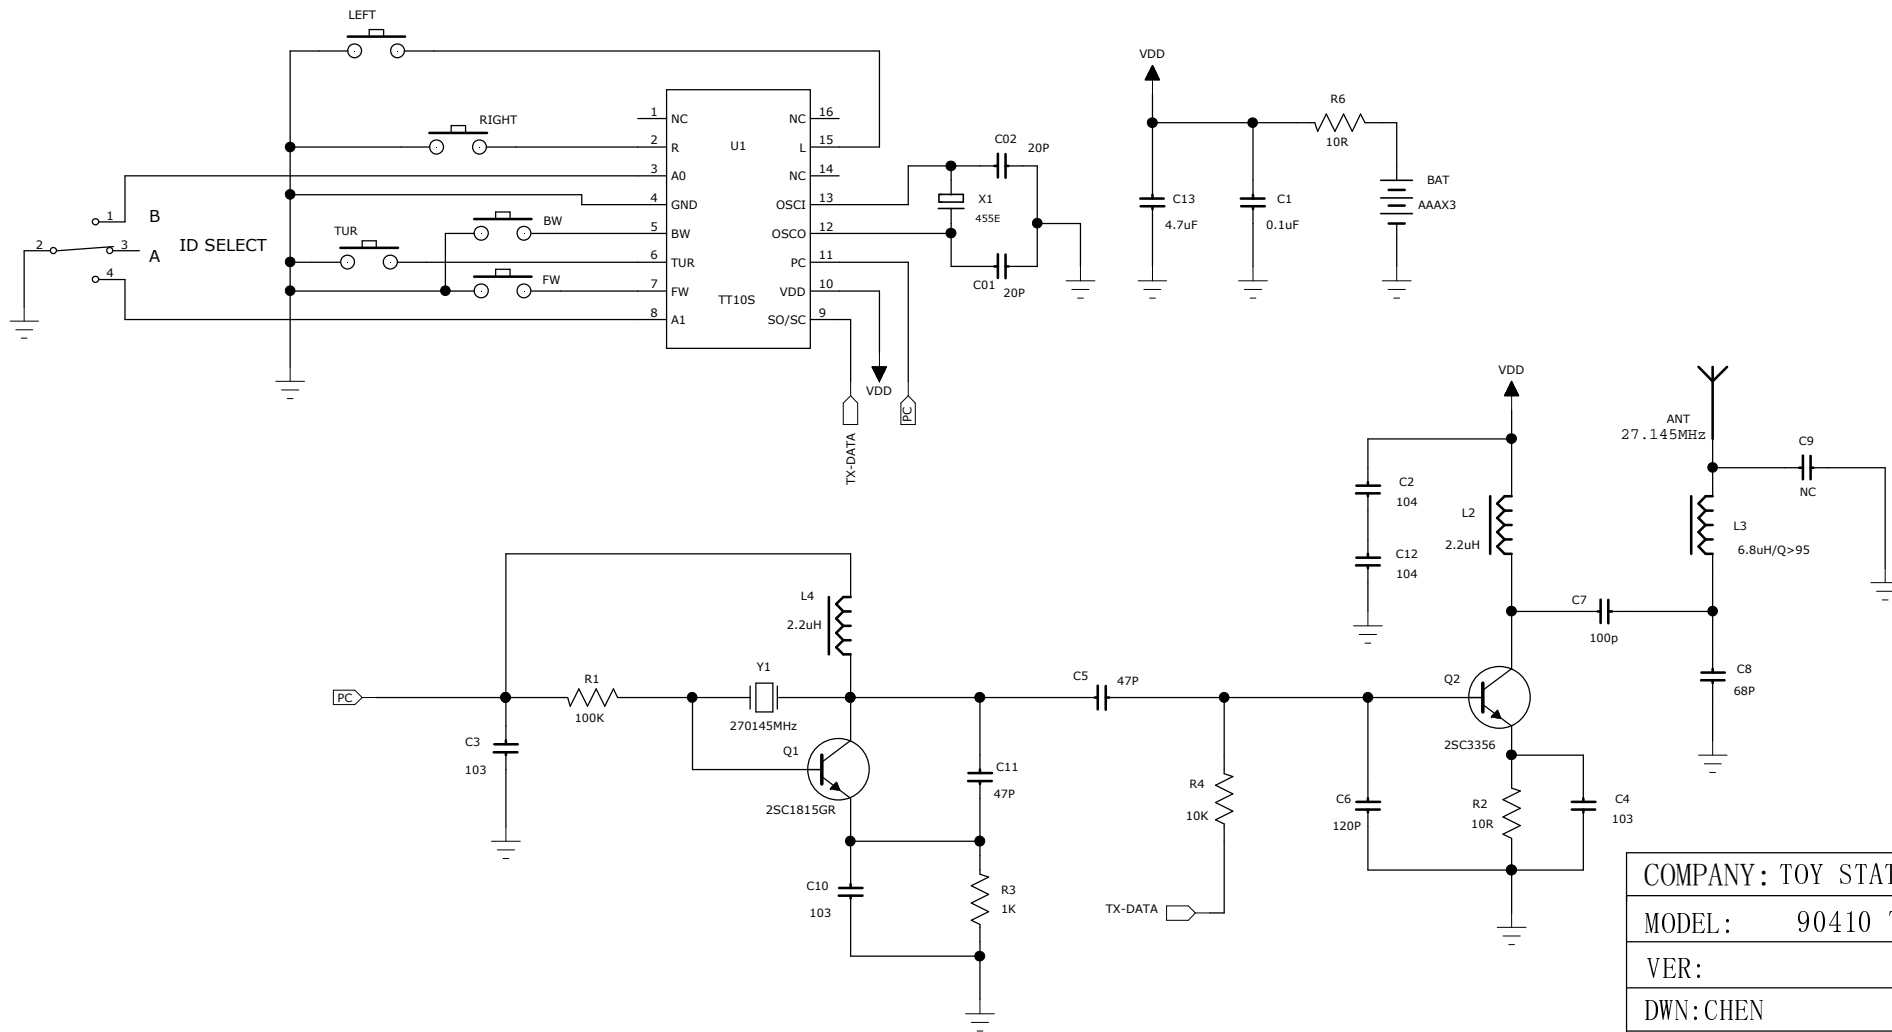 LEFT
RIGHT
1 NC
2 R
3 A0
4 GND
5 BW
6 TUR
7 FW
8 A1
U1
TT10S
NC 16
L 15
NC 14
OSCI 13
OSCO 12
PC 11
VDD 10
SO/SC 9
BW
TUR
FW
1 B
2 3 A
4
ID SELECT
C02
20P
X1
455E
C01
20P
VDD
TX-DATA
PC
VDD
R6
10R
C13
4.7uF
C1
0.1uF
BAT
AAAX3
VDD
ANT
27.145MHz
C9
NC
C2
104
C12
104
L2
2.2uH
L3
6.8uH/Q>95
C7
100p
C8
68P
L4
2.2uH
PC
R1
100K
Y1
270145MHz
C5
47P
Q2
2SC3356
C3
103
Q1
2SC1815GR
C11
47P
R4
10K
C6
120P
R2
10R
C4
103
C10
103
R3
1K
TX-DATA
COMPANY: TOY STAT
MODEL: 90410
VER:
DWN:CHEN